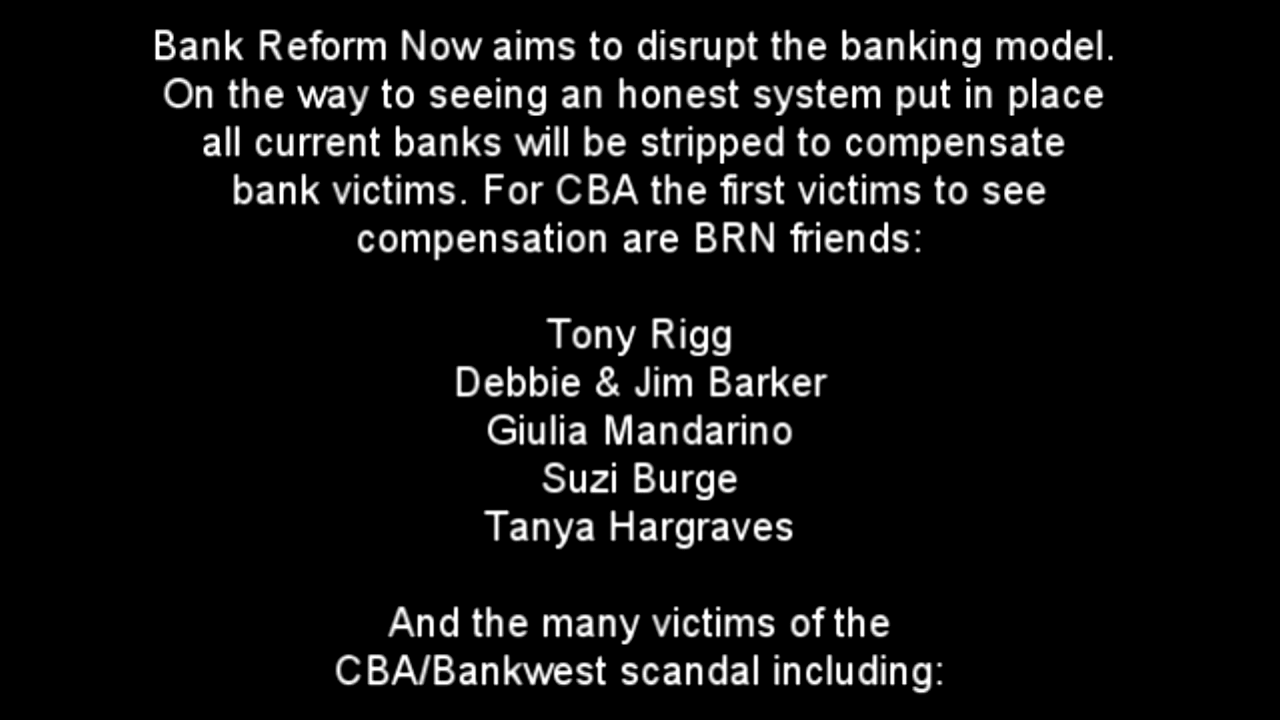 Bank Reform Now aims to disrupt the banking model.
On the way to seeing an honest system put in place
all current banks will be stripped to compensate
bank victims. For CBA the first victims to see
compensation are BRN friends:
Tony Rigg
Debbie & Jim Barker
Giulia Mandarino
Suzi Burge
Tanya Hargraves
And the many victims of the
CBA/Bankwest scandal including: